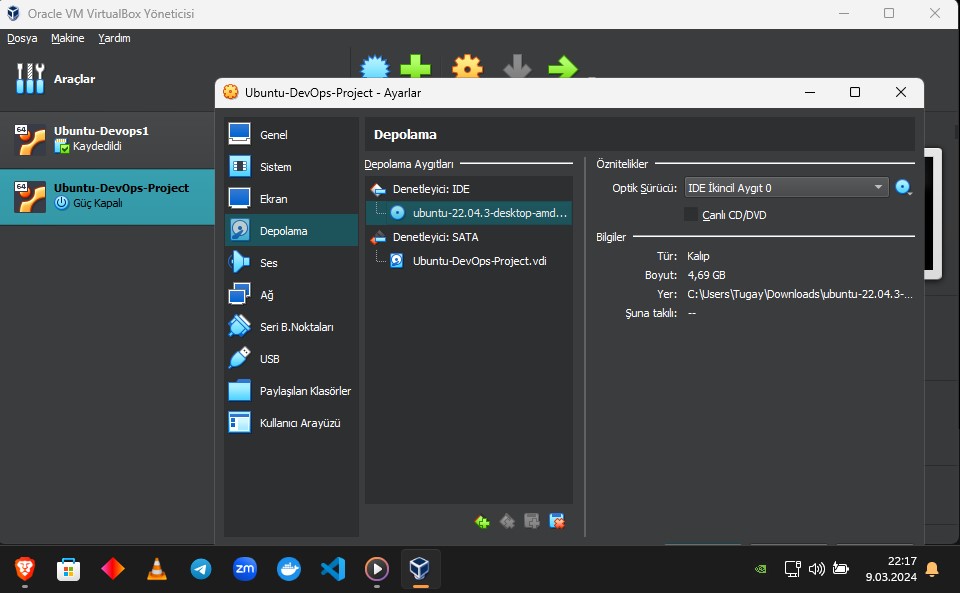 Oracle VM VirtualBox Yöneticisi
Dosya Makine Yardım
Araçlar
64
Ubuntu-Devops1
Kaydedildi
64
Ubuntu-DevOps-Project
Güç Kapalı
Ubuntu-DevOps-Project - Ayarlar
Genel
Sistem
Ekran
Depolama
Ses
Ağ
Seri B.Noktaları
USB
Paylaşılan Klasörler
Kullanıcı Arayüzü
Depolama
Depolama Aygıtları
Denetleyici: IDE
ubuntu-22.04.3-desktop-amd...
Denetleyici: SATA
Ubuntu-DevOps-Project.vdi
Öznitelikler
Optik Sürücü: IDE İkincil Aygıt 0
Canlı CD/DVD
Bilgiler
Tür: Kalıp
Boyut: 4,69 GB
Yer: C:\Users\Tugay\Downloads\ubuntu-22.04.3-...
Şuna takılı: --
zm
22:17
9.03.2024